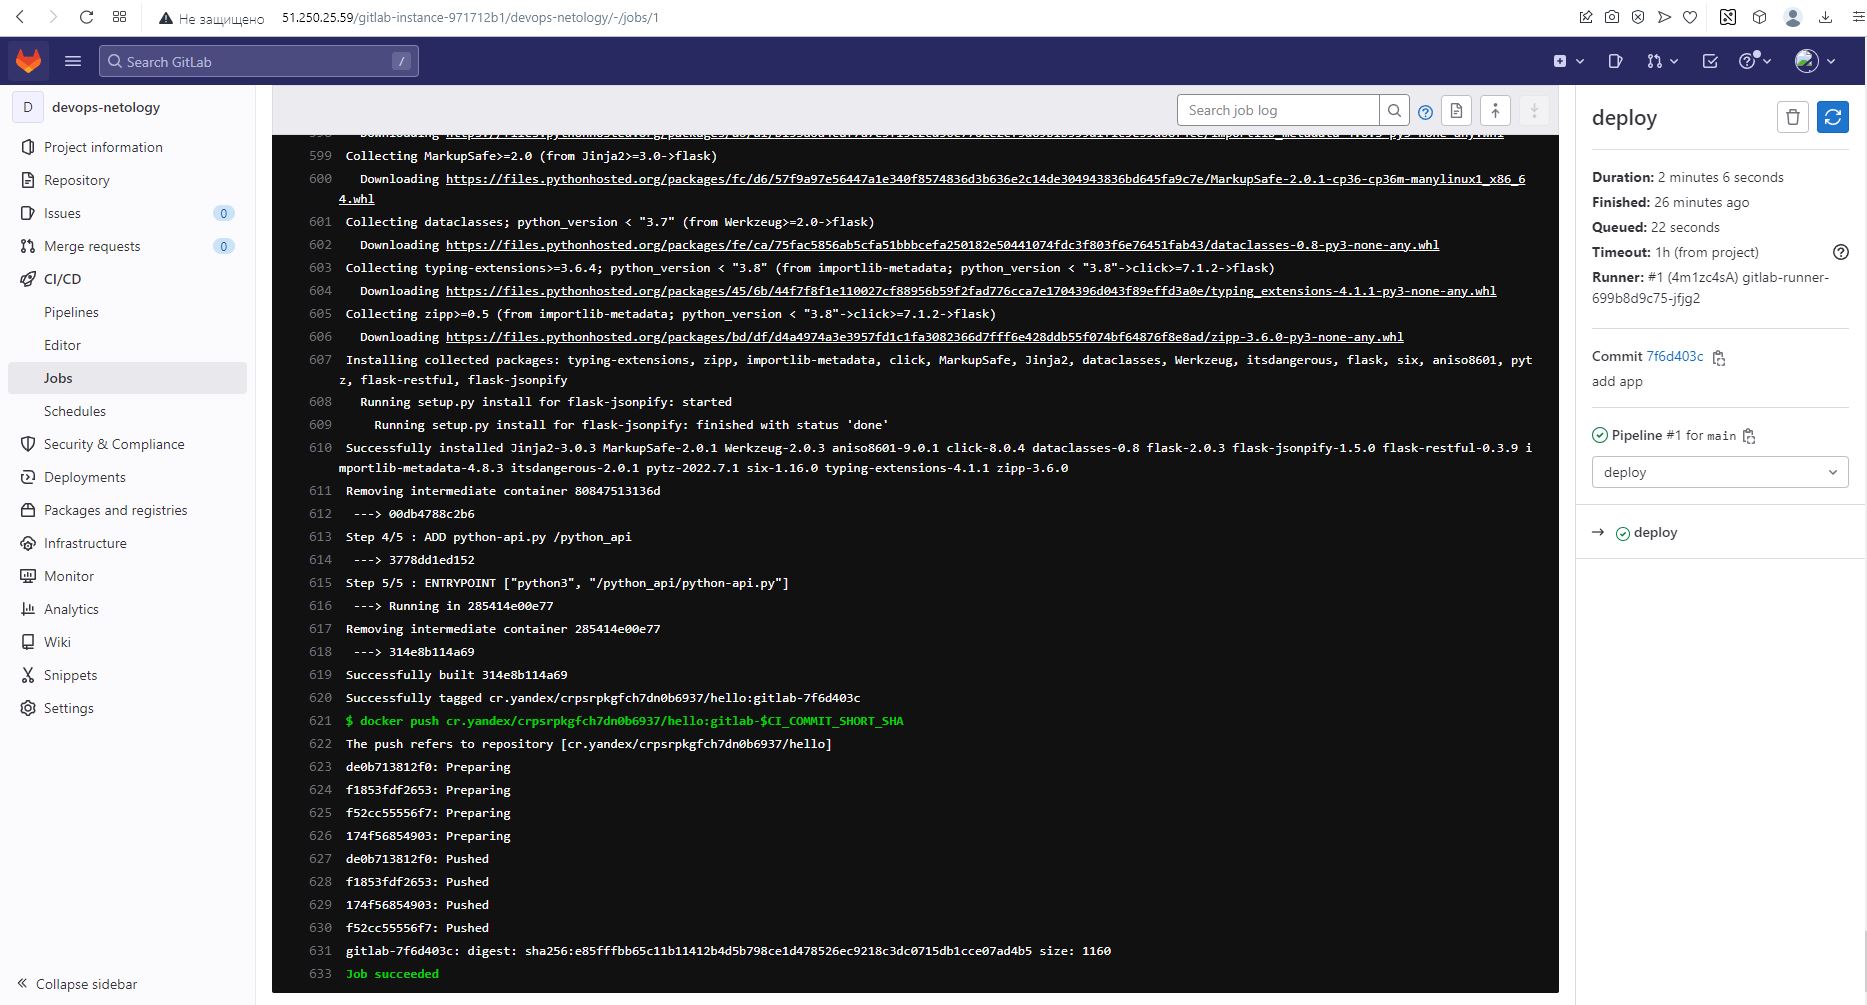 Не защищено 51.250.25.59/gitlab-instance-971712b1/devops-netology/-/jobs/1
Search GitLab /
D devops-netology
Project information
Repository
Issues 0
Merge requests 0
CI/CD
Pipelines
Editor
Jobs
Schedules
Security & Compliance
Deployments
Packages and registries
Infrastructure
Monitor
Analytics
Wiki
Snippets
Settings
Collapse sidebar
Search job log
599 Collecting MarkupSafe>=2.0 (from Jinja2>=3.0->flask)
600 Downloading https://files.pythonhosted.org/packages/fc/d6/57f9a97e56447a1e340f8574836d3b636e2c14de304943836bd645fa9c7e/MarkupSafe-2.0.1-cp36-cp36m-manylinux1_x86_6
4.whl
601 Collecting dataclasses; python_version < "3.7" (from Werkzeug>=2.0->flask)
602 Downloading https://files.pythonhosted.org/packages/fe/ca/75fac5856ab5cfa51bbbcefa250182e50441074fdc3f803f6e76451fab43/dataclasses-0.8-py3-none-any.whl
603 Collecting typing-extensions>=3.6.4; python_version < "3.8" (from importlib-metadata; python_version < "3.8"->click>=7.1.2->flask)
604 Downloading https://files.pythonhosted.org/packages/45/6b/44f7f8f1e110027cf88956b59f2fad776cca7e1704396d043f89effd3a0e/typing_extensions-4.1.1-py3-none-any.whl
605 Collecting zipp>=0.5 (from importlib-metadata; python_version < "3.8"->click>=7.1.2->flask)
606 Downloading https://files.pythonhosted.org/packages/bd/df/d4a4974a3e3957fd1c1fa3082366d7fff6e428ddb55f074bf64876f8e8ad/zipp-3.6.0-py3-none-any.whl
607 Installing collected packages: typing-extensions, zipp, importlib-metadata, click, MarkupSafe, Jinja2, dataclasses, Werkzeug, itsdangerous, flask, six, aniso8601, pyt
z, flask-restful, flask-jsonpify
608 Running setup.py install for flask-jsonpify: started
609 Running setup.py install for flask-jsonpify: finished with status 'done'
610 Successfully installed Jinja2-3.0.3 MarkupSafe-2.0.1 Werkzeug-2.0.3 aniso8601-9.0.1 click-8.0.4 dataclasses-0.8 flask-2.0.3 flask-jsonpify-1.5.0 flask-restful-0.3.9 i
mportlib-metadata-4.8.3 itsdangerous-2.0.1 pytz-2022.7.1 six-1.16.0 typing-extensions-4.1.1 zipp-3.6.0
611 Removing intermediate container 80847513136d
612 ---> 00db4788c2b6
613 Step 4/5 : ADD python-api.py /python_api
614 ---> 3778dd1ed152
615 Step 5/5 : ENTRYPOINT ["python3", "/python_api/python-api.py"]
616 ---> Running in 285414e00e77
617 Removing intermediate container 285414e00e77
618 ---> 314e8b114a69
619 Successfully built 314e8b114a69
620 Successfully tagged cr.yandex/crpsrpkgfch7dn0b6937/hello:gitlab-7f6d403c
621 $ docker push cr.yandex/crpsrpkgfch7dn0b6937/hello:gitlab-$CI_COMMIT_SHORT_SHA
622 The push refers to repository [cr.yandex/crpsrpkgfch7dn0b6937/hello]
623 de0b713812f0: Preparing
624 f1853fdf2653: Preparing
625 f52cc55556f7: Preparing
626 174f56854903: Preparing
627 de0b713812f0: Pushed
628 f1853fdf2653: Pushed
629 174f56854903: Pushed
630 f52cc55556f7: Pushed
631 gitlab-7f6d403c: digest: sha256:e85fffbb65c11b11412b4d5b798ce1d478526ec9218c3dc0715db1cce07ad4b5 size: 1160
633 Job succeeded
deploy
Duration: 2 minutes 6 seconds
Finished: 26 minutes ago
Queued: 22 seconds
Timeout: 1h (from project)
Runner: #1 (4m1zc4sA) gitlab-runner-
699b8d9c75-jfjg2
Commit 7f6d403c
add app
Pipeline #1 for main
deploy
→ deploy